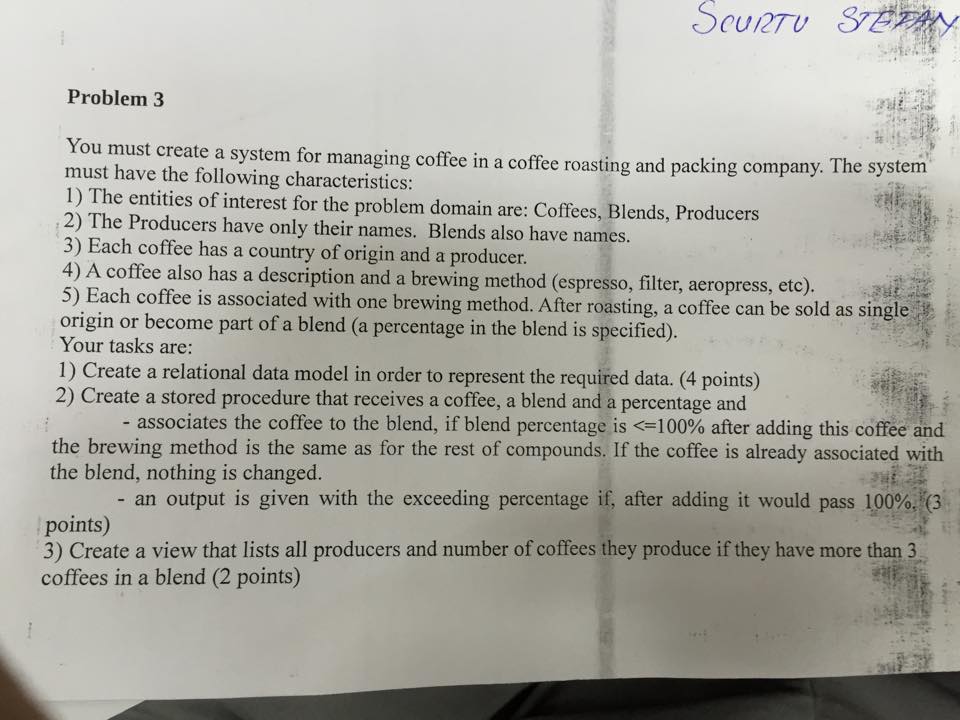 SCURTU STEFAN
Problem 3
You must create a system for managing coffee in a coffee roasting and packing company. The system
must have the following characteristics:
1) The entities of interest for the problem domain are: Coffees, Blends, Producers
2) The Producers have only their names. Blends also have names.
3) Each coffee has a country of origin and a producer.
4) A coffee also has a description and a brewing method (espresso, filter, aeropress, etc).
5) Each coffee is associated with one brewing method. After roasting, a coffee can be sold as single
origin or become part of a blend (a percentage in the blend is specified).
Your tasks are:
1) Create a relational data model in order to represent the required data. (4 points)
2) Create a stored procedure that receives a coffee, a blend and a percentage and
- associates the coffee to the blend, if blend percentage is <=100% after adding this coffee and
the brewing method is the same as for the rest of compounds. If the coffee is already associated with
the blend, nothing is changed.
- an output is given with the exceeding percentage if, after adding it would pass 100%. (3
points)
3) Create a view that lists all producers and number of coffees they produce if they have more than 3
coffees in a blend (2 points)